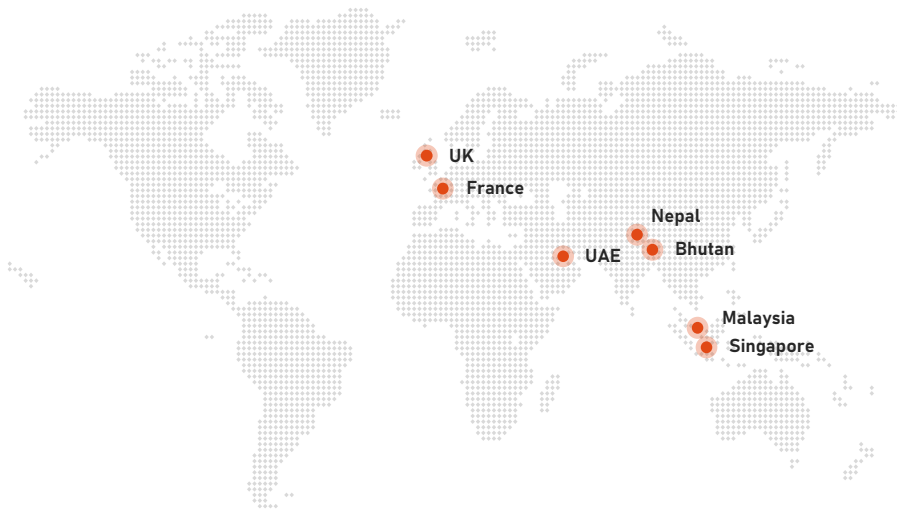 UK
France
Nepal
Bhutan
UAE
Malaysia
Singapore